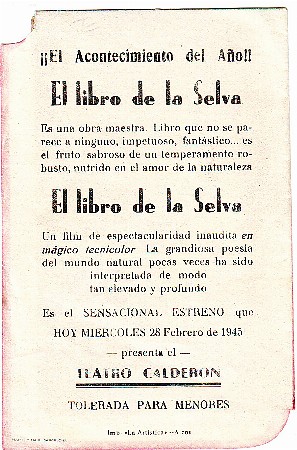 ¡¡El Acontecimiento del Año!!
El libro de la Selva
Es una obra maestra. Libro que no se pa-
rece a ninguno, impetuoso, fantástico... es
el fruto sabroso de un temperamento ro-
busto, nutrido en el amor de la naturaleza
El libro de la Selva
Un film de espectacularidad inaudita en
mágico tecnicolor La grandiosa poesía
del mundo natural pocas veces ha sido
interpretada de modo
tan elevado y profundo
Es el SENSACIONAL ESTRENO que
HOY MIERCOLES 28 Febrero de 1945
—presenta el—
TEATRO CALDERON
TOLERADA PARA MENORES
Imp. «La Artística»